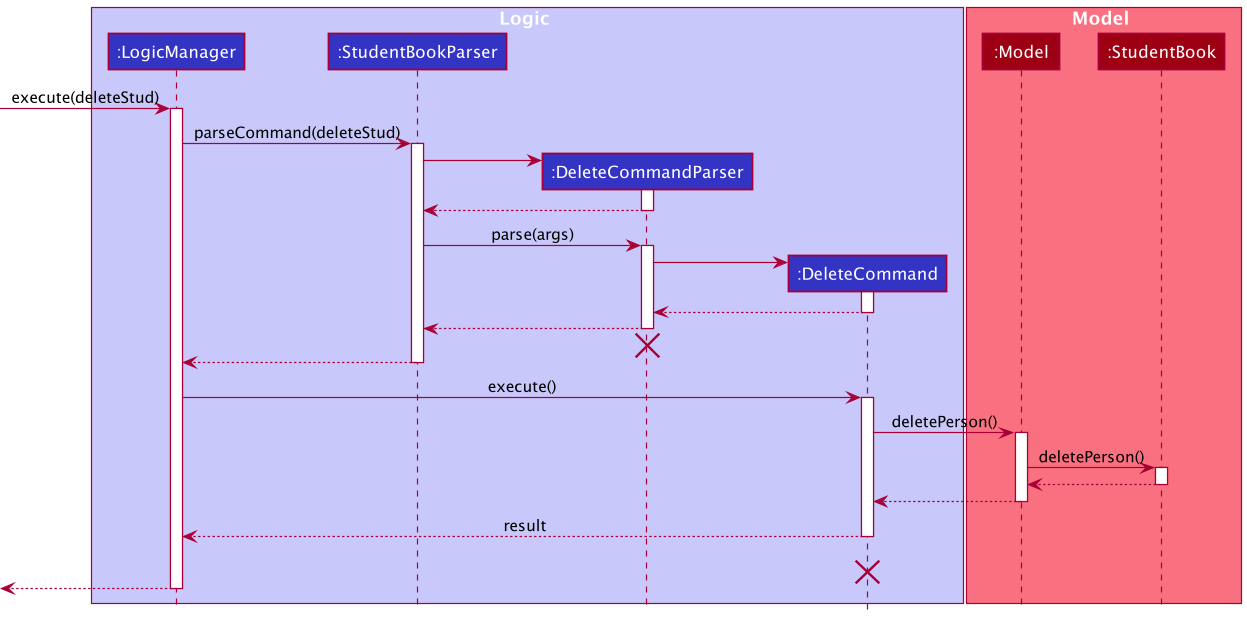 Logic
Model
:LogicManager
:StudentBookParser
:Model
:StudentBook
execute(deleteStud)
parseCommand(deleteStud)
:DeleteCommandParser
parse(args)
:DeleteCommand
execute()
deletePerson()
deletePerson()
result